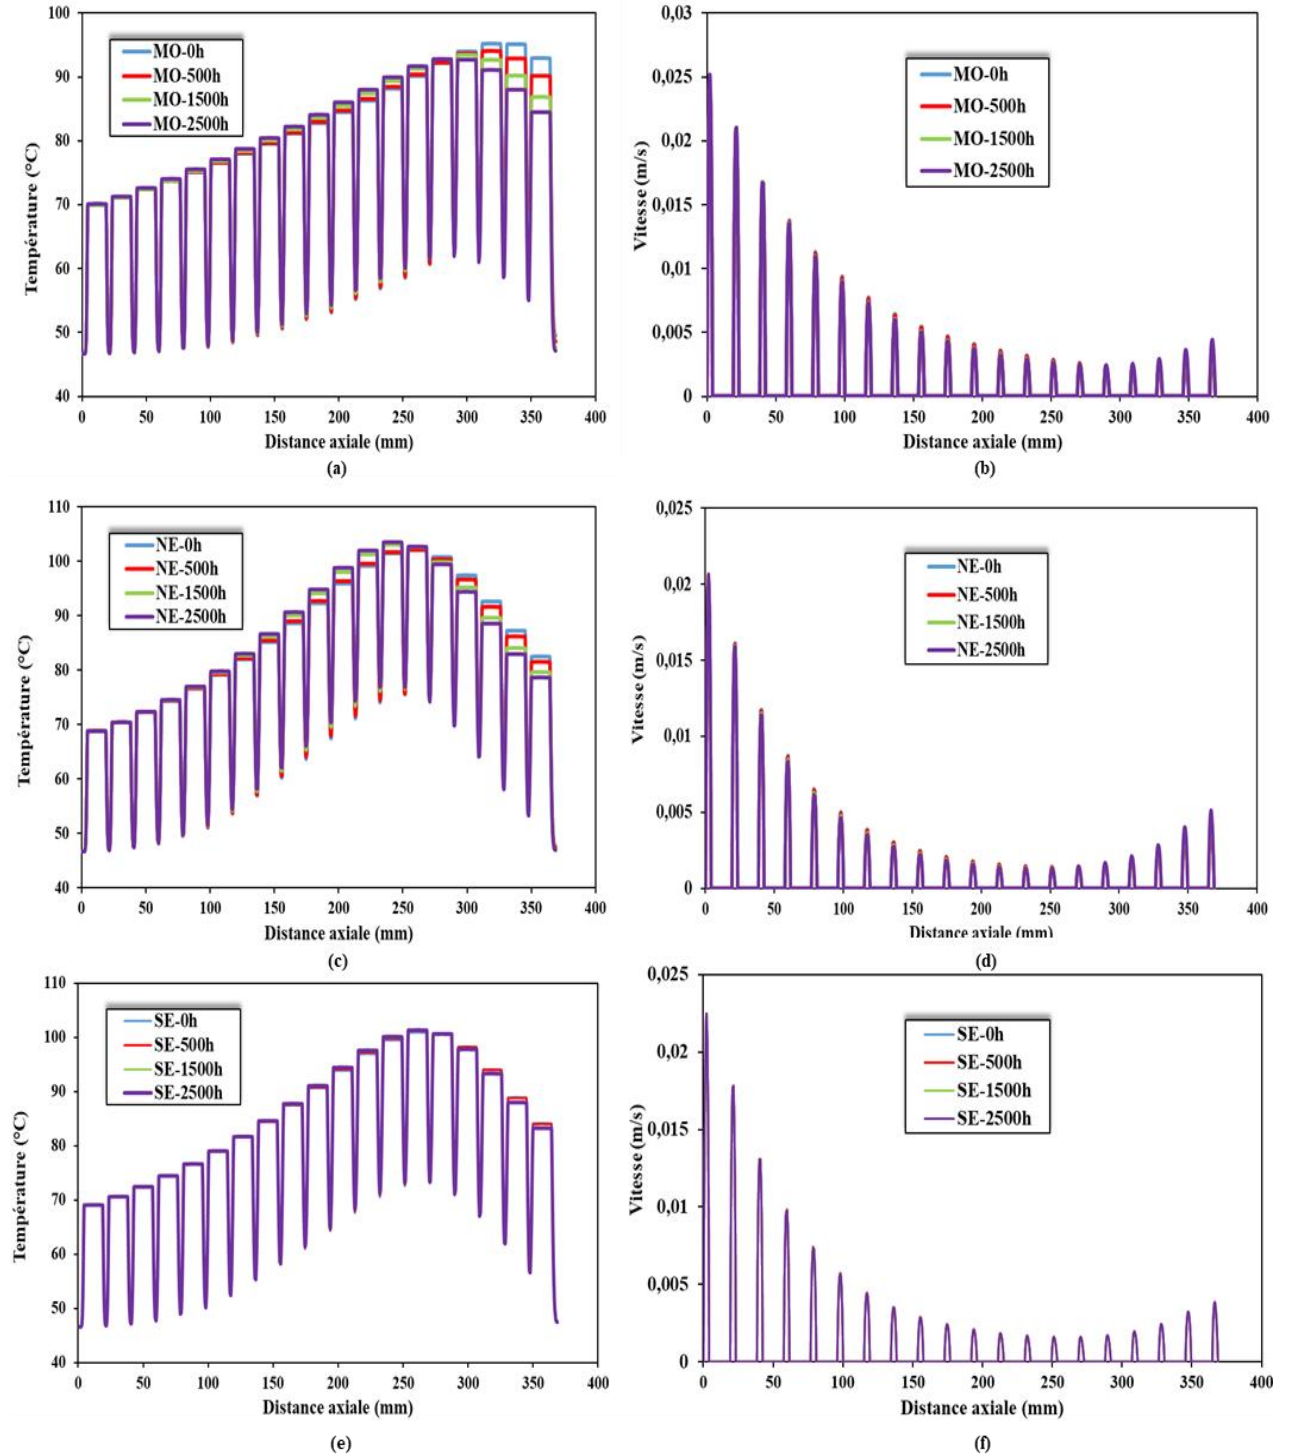 100
90
80
70
60
50
40
Température (°C)
MO-0h
MO-500h
MO-1500h
MO-2500h
0 50 100 150 200 250 300 350 400
Distance axiale (mm)
(a)
0,03
0,025
0,02
0,015
0,01
0,005
0
Vitesse (m/s)
MO-0h
MO-500h
MO-1500h
MO-2500h
0 50 100 150 200 250 300 350 400
Distance axiale (mm)
(b)
110
100
90
80
70
60
50
40
Température (°C)
NE-0h
NE-500h
NE-1500h
NE-2500h
0 50 100 150 200 250 300 350 400
Distance axiale (mm)
(c)
0,025
0,02
0,015
0,01
0,005
0
Vitesse (m/s)
NE-0h
NE-500h
NE-1500h
NE-2500h
0 50 100 150 200 250 300 350 400
Distance axiale (mm)
(d)
110
100
90
80
70
60
50
40
Température (°C)
SE-0h
SE-500h
SE-1500h
SE-2500h
0 50 100 150 200 250 300 350 400
Distance axiale (mm)
(e)
0,025
0,02
0,015
0,01
0,005
0
Vitesse (m/s)
SE-0h
SE-500h
SE-1500h
SE-2500h
0 50 100 150 200 250 300 350 400
Distance axiale (mm)
(f)